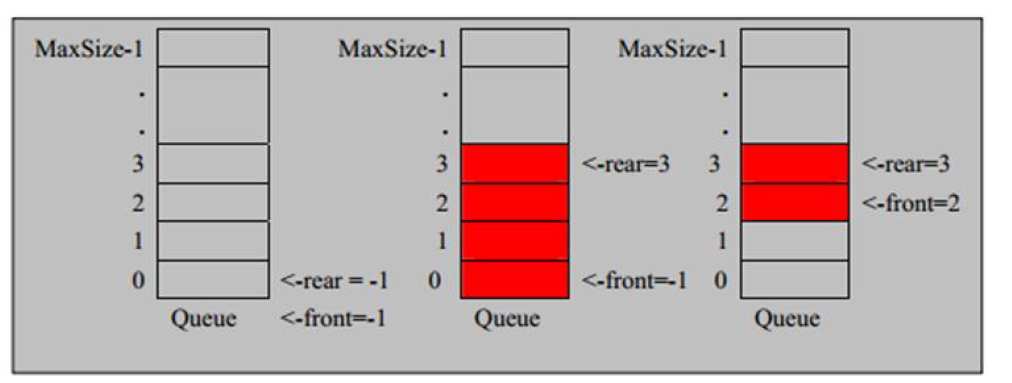 MaxSize-1 MaxSize-1 MaxSize-1
. . .
. . .
3 3 <-rear=3 3 <-rear=3
2 2 2 <-front=2
1 1 1
0 <-rear = -1 0 <-front=-1 0
Queue <-front=-1 Queue Queue